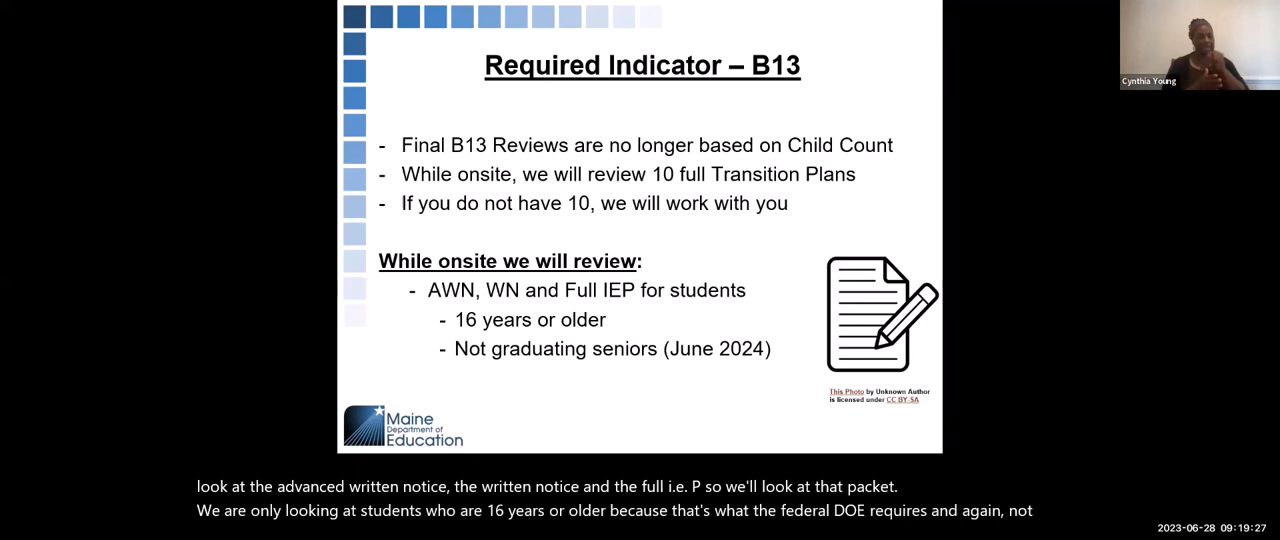 Required Indicator – B13
Cynthia Young
- Final B13 Reviews are no longer based on Child Count
- While onsite, we will review 10 full Transition Plans
- If you do not have 10, we will work with you
While onsite we will review:
- AWN, WN and Full IEP for students
- 16 years or older
- Not graduating seniors (June 2024)
This Photo by Unknown Author
is licensed under CC BY-SA
Maine
Department of
Education
look at the advanced written notice, the written notice and the full i.e. P so we'll look at that packet.
We are only looking at students who are 16 years or older because that's what the federal DOE requires and again, not
2023-06-28 09:19:27